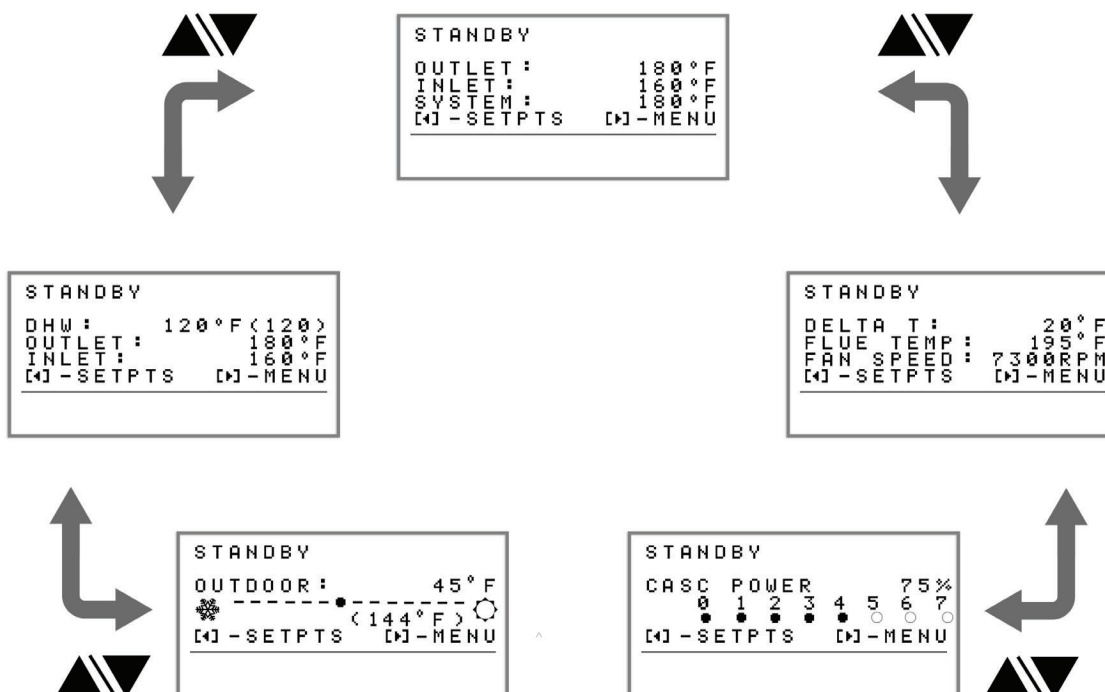 STANDBY
OUTLET: 180°F
INLET: 160°F
SYSTEM: 180°F
[◂]-SETPTS [▸]-MENU
STANDBY
DHW: 120°F(120)
OUTLET: 180°F
INLET: 160°F
[◂]-SETPTS [▸]-MENU
STANDBY
DELTA T: 20°F
FLUE TEMP: 195°F
FAN SPEED: 7300RPM
[◂]-SETPTS [▸]-MENU
STANDBY
OUTDOOR: 45°F
(144°F)
[◂]-SETPTS [▸]-MENU
STANDBY
CASC POWER 75%
0 1 2 3 4 5 6 7
[◂]-SETPTS [▸]-MENU